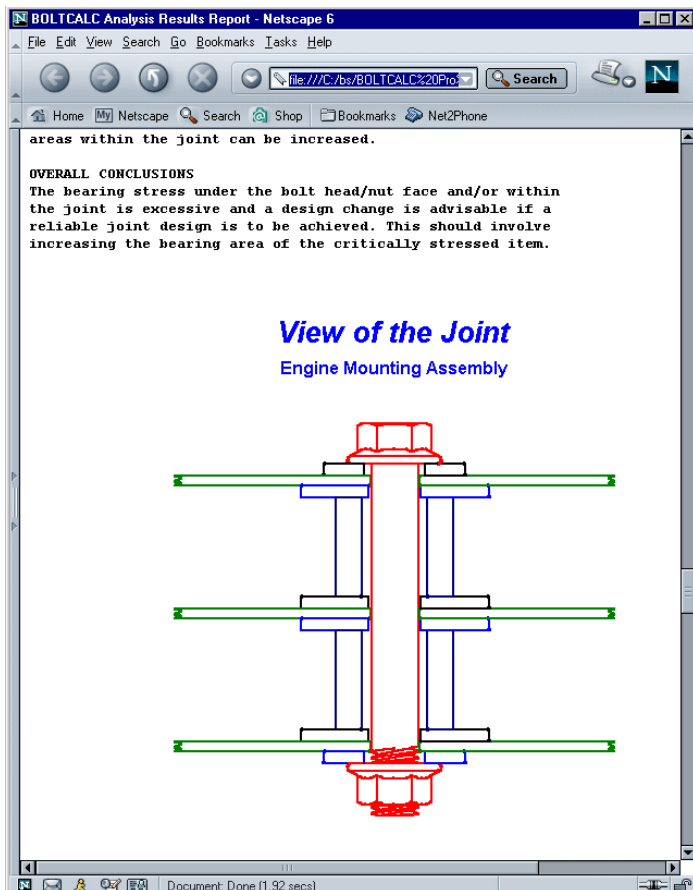 BOLTCALC Analysis Results Report - Netscape 6
File Edit View Search Go Bookmarks Tasks Help
file:///C:/bs/BOLTCALC%20Pro Search
N
Home My Netscape Search Shop Bookmarks Net2Phone
areas within the joint can be increased.
OVERALL CONCLUSIONS
The bearing stress under the bolt head/nut face and/or within
the joint is excessive and a design change is advisable if a
reliable joint design is to be achieved. This should involve
increasing the bearing area of the critically stressed item.
View of the Joint
Engine Mounting Assembly
Document: Done (1.92 secs)